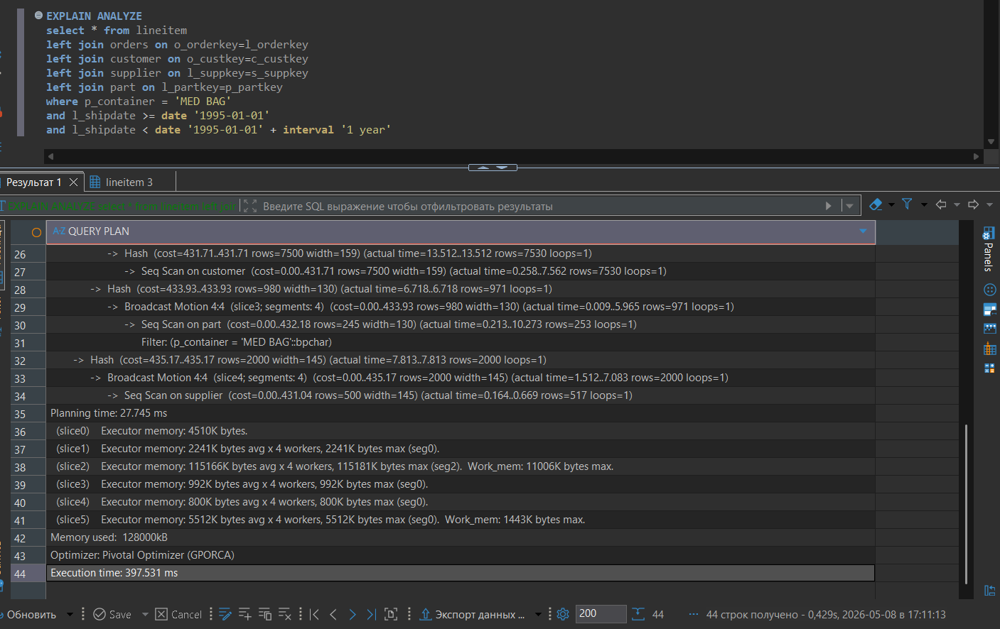 EXPLAIN ANALYZE
select * from lineitem
left join orders on o_orderkey=l_orderkey
left join customer on o_custkey=c_custkey
left join supplier on l_suppkey=s_suppkey
left join part on l_partkey=p_partkey
where p_container = 'MED BAG'
and l_shipdate >= date '1995-01-01'
and l_shipdate < date '1995-01-01' + interval '1 year'
Результат 1
lineitem 3
EXPLAIN ANALYZE select * from lineitem left join
Введите SQL выражение чтобы отфильтровать результаты
A-Z QUERY PLAN
26 -> Hash (cost=431.71..431.71 rows=7500 width=159) (actual time=13.512..13.512 rows=7530 loops=1)
27 -> Seq Scan on customer (cost=0.00..431.71 rows=7500 width=159) (actual time=0.258..7.562 rows=7530 loops=1)
28 -> Hash (cost=433.93..433.93 rows=980 width=130) (actual time=6.718..6.718 rows=971 loops=1)
29 -> Broadcast Motion 4:4 (slice3; segments: 4) (cost=0.00..433.93 rows=980 width=130) (actual time=0.009..5.965 rows=971 loops=1)
30 -> Seq Scan on part (cost=0.00..432.18 rows=245 width=130) (actual time=0.213..10.273 rows=253 loops=1)
31 Filter: (p_container = 'MED BAG'::bpchar)
32 -> Hash (cost=435.17..435.17 rows=2000 width=145) (actual time=7.813..7.813 rows=2000 loops=1)
33 -> Broadcast Motion 4:4 (slice4; segments: 4) (cost=0.00..435.17 rows=2000 width=145) (actual time=1.512..7.083 rows=2000 loops=1)
34 -> Seq Scan on supplier (cost=0.00..431.04 rows=500 width=145) (actual time=0.164..0.669 rows=517 loops=1)
35 Planning time: 27.745 ms
36 (slice0) Executor memory: 4510K bytes.
37 (slice1) Executor memory: 2241K bytes avg x 4 workers, 2241K bytes max (seg0).
38 (slice2) Executor memory: 115166K bytes avg x 4 workers, 115181K bytes max (seg2). Work_mem: 11006K bytes max.
39 (slice3) Executor memory: 992K bytes avg x 4 workers, 992K bytes max (seg0).
40 (slice4) Executor memory: 800K bytes avg x 4 workers, 800K bytes max (seg0).
41 (slice5) Executor memory: 5512K bytes avg x 4 workers, 5512K bytes max (seg0). Work_mem: 1443K bytes max.
42 Memory used: 128000kB
43 Optimizer: Pivotal Optimizer (GPORCA)
44 Execution time: 397.531 ms
Panels
Обновить
Save
Cancel
Экспорт данных ...
200
44
44 строк получено - 0,429s, 2026-05-08 в 17:11:13